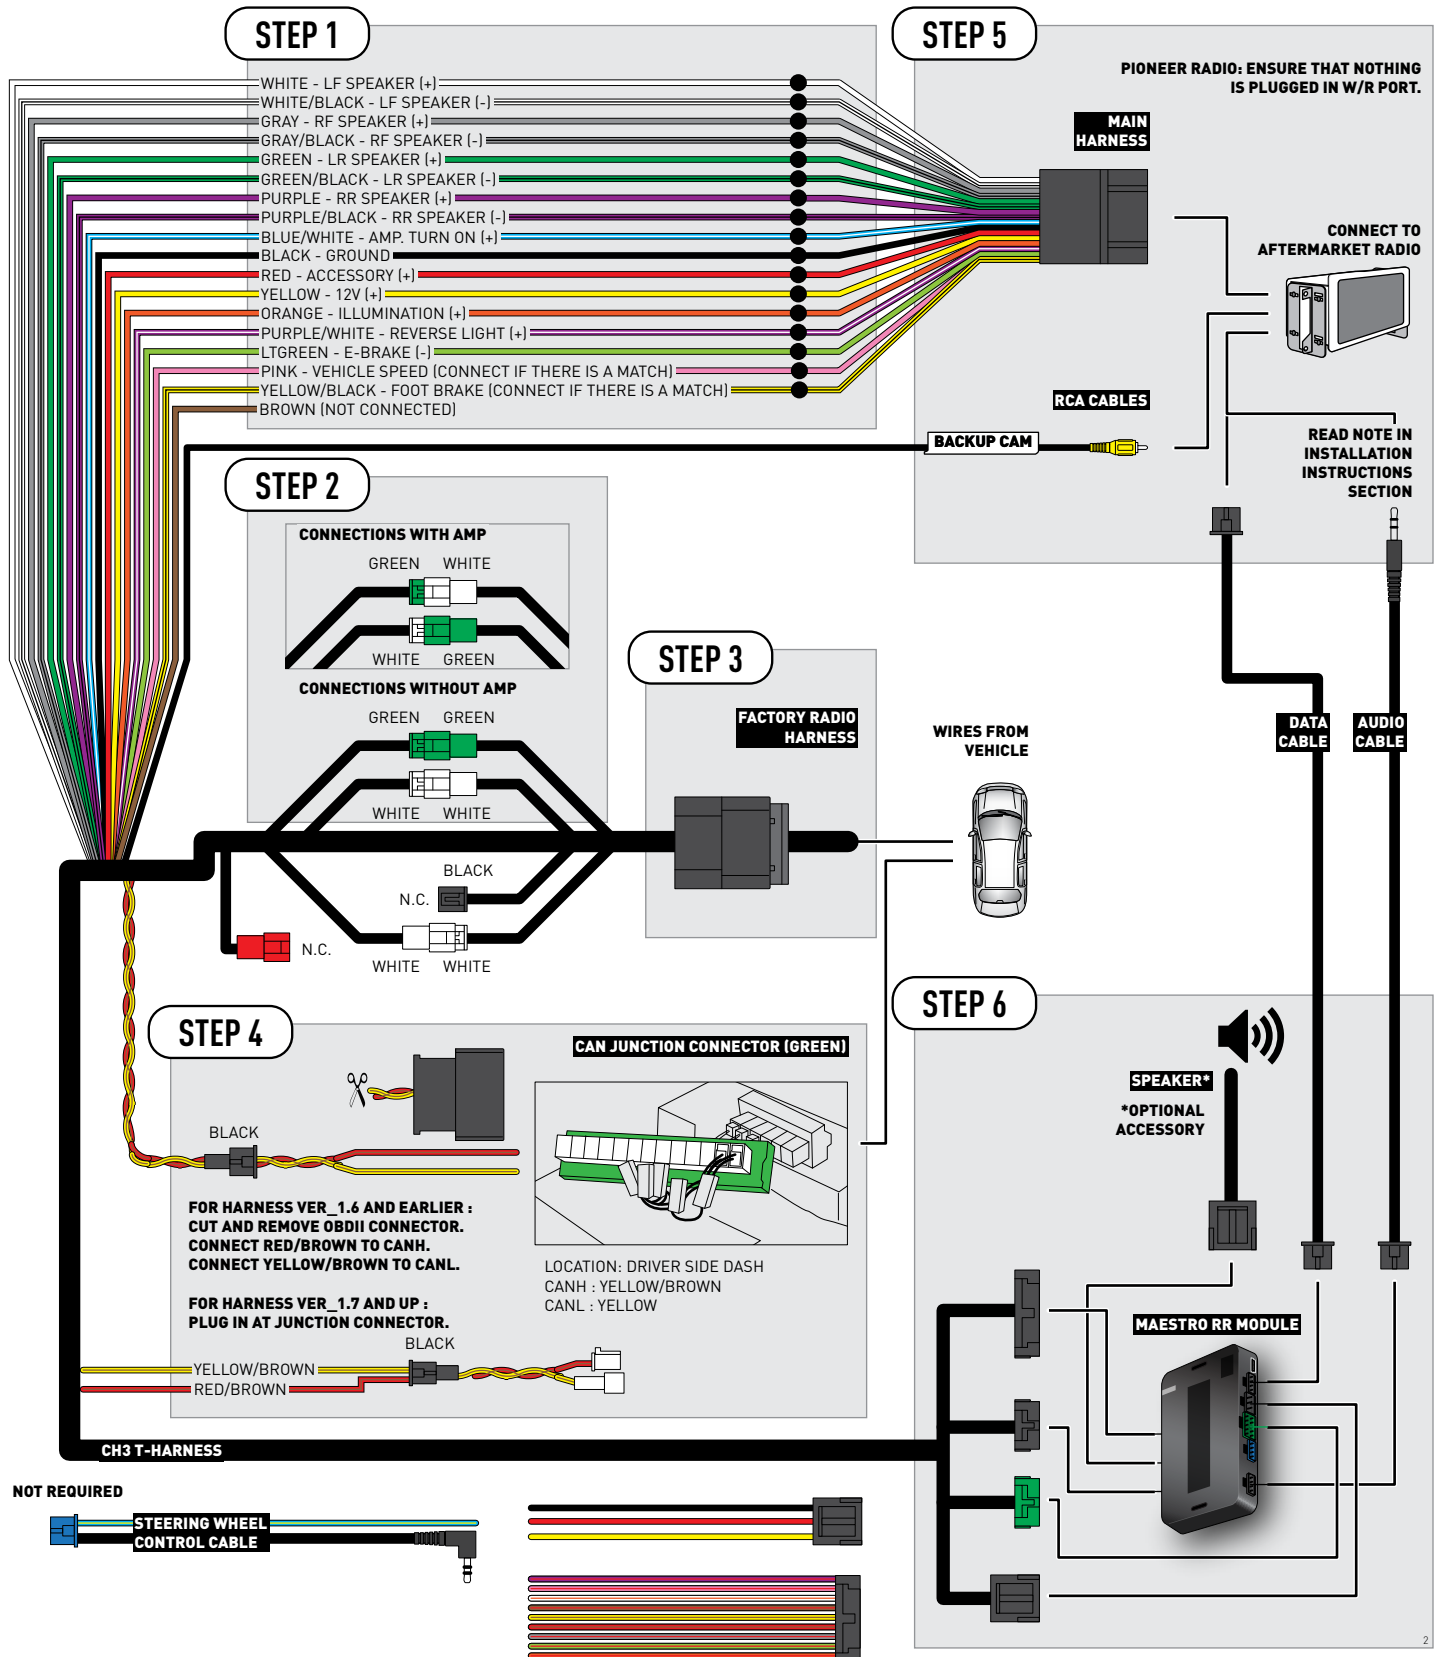 STEP 1
WHITE - LF SPEAKER (+)
WHITE/BLACK - LF SPEAKER (-)
GRAY - RF SPEAKER (+)
GRAY/BLACK - RF SPEAKER (-)
GREEN - LR SPEAKER (+)
GREEN/BLACK - LR SPEAKER (-)
PURPLE - RR SPEAKER (+)
PURPLE/BLACK - RR SPEAKER (-)
BLUE/WHITE - AMP. TURN ON (+)
BLACK - GROUND
RED - ACCESSORY (+)
YELLOW - 12V (+)
ORANGE - ILLUMINATION (+)
PURPLE/WHITE - REVERSE LIGHT (+)
LTGREEN - E-BRAKE (-)
PINK - VEHICLE SPEED (CONNECT IF THERE IS A MATCH)
YELLOW/BLACK - FOOT BRAKE (CONNECT IF THERE IS A MATCH)
BROWN (NOT CONNECTED)
STEP 5
PIONEER RADIO: ENSURE THAT NOTHING
IS PLUGGED IN W/R PORT.
MAIN
HARNESS
CONNECT TO
AFTERMARKET RADIO
RCA CABLES
BACKUP CAM
READ NOTE IN
INSTALLATION
INSTRUCTIONS
SECTION
STEP 2
CONNECTIONS WITH AMP
GREEN WHITE
WHITE GREEN
CONNECTIONS WITHOUT AMP
GREEN GREEN
WHITE WHITE
BLACK
N.C.
N.C.
WHITE WHITE
STEP 3
FACTORY RADIO
HARNESS
WIRES FROM
VEHICLE
DATA
CABLE
AUDIO
CABLE
STEP 4
CAN JUNCTION CONNECTOR (GREEN)
BLACK
FOR HARNESS VER_1.6 AND EARLIER :
CUT AND REMOVE OBDII CONNECTOR.
CONNECT RED/BROWN TO CANH.
CONNECT YELLOW/BROWN TO CANL.
FOR HARNESS VER_1.7 AND UP :
PLUG IN AT JUNCTION CONNECTOR.
LOCATION: DRIVER SIDE DASH
CANH : YELLOW/BROWN
CANL : YELLOW
BLACK
YELLOW/BROWN
RED/BROWN
STEP 6
SPEAKER*
*OPTIONAL
ACCESSORY
MAESTRO RR MODULE
CH3 T-HARNESS
NOT REQUIRED
STEERING WHEEL
CONTROL CABLE
2